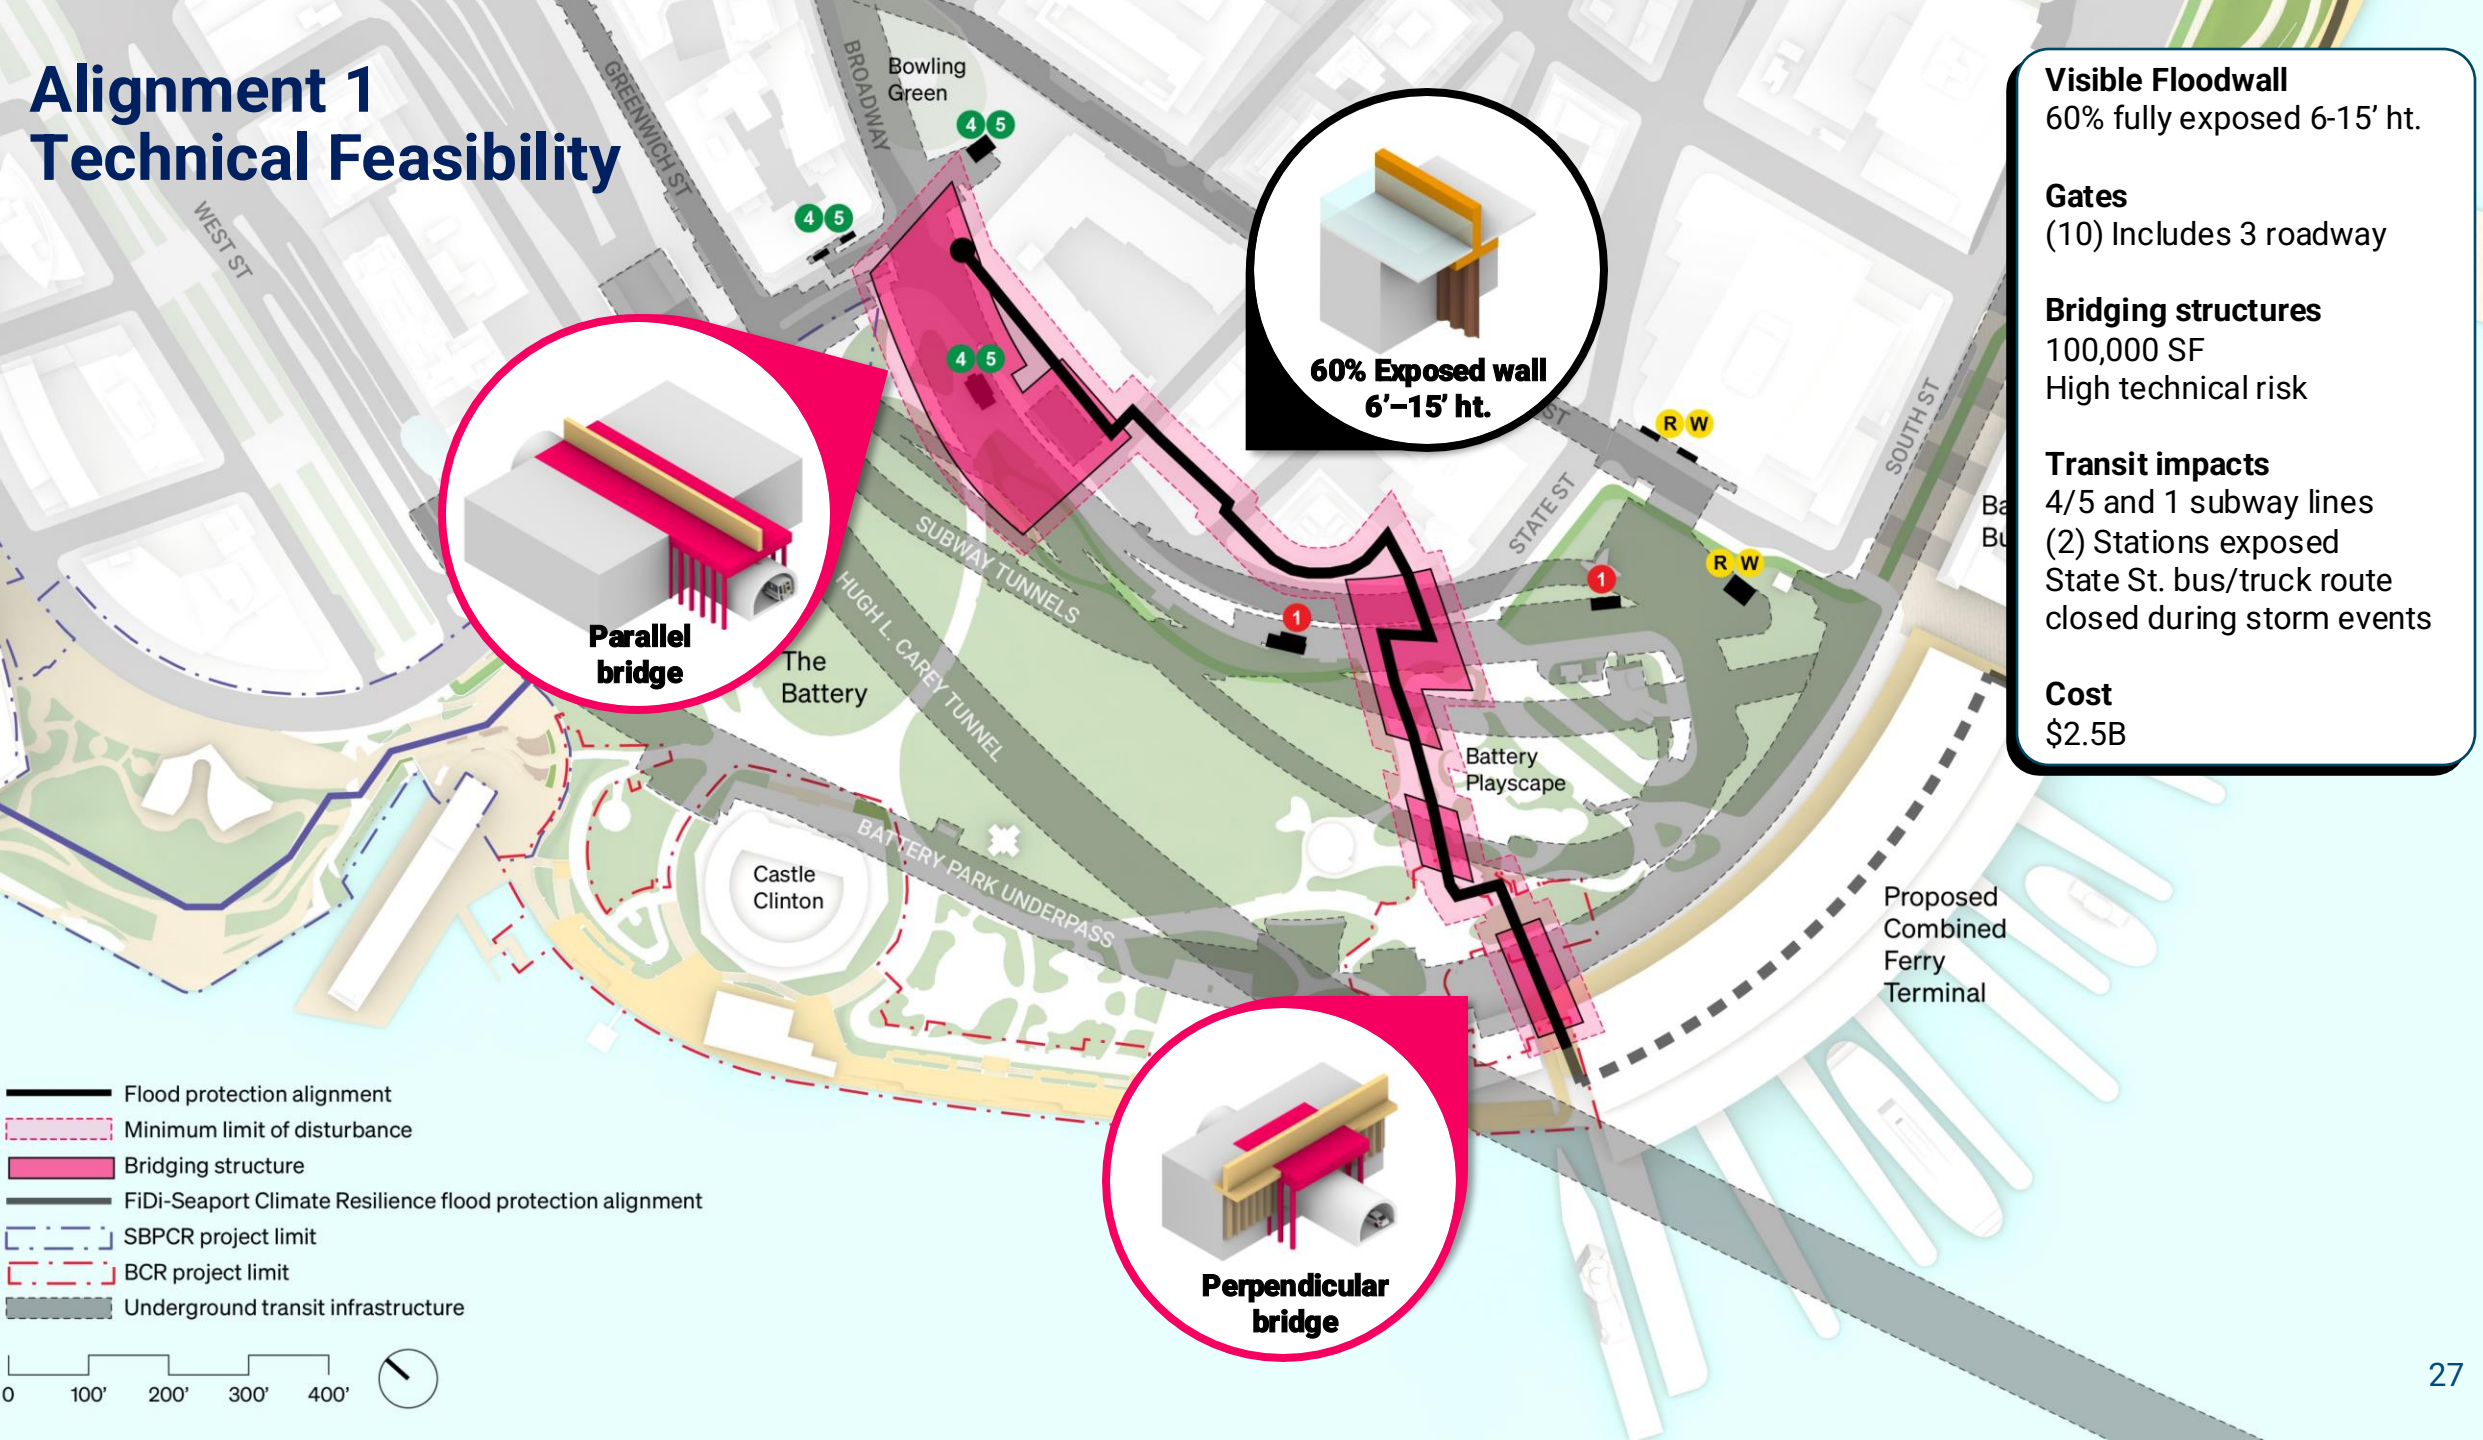 Alignment 1
Technical Feasibility
GREENWICH ST
BROADWAY
Bowling
Green
4 5
4 5
4 5
WEST ST
60% Exposed wall
6’–15’ ht.
ST
R W
STATE ST
SOUTH ST
R W
1
1
Parallel
bridge
SUBWAY TUNNELS
HUGH L. CAREY TUNNEL
The
Battery
Battery
Playscape
BATTERY PARK UNDERPASS
Castle
Clinton
Proposed
Combined
Ferry
Terminal
Perpendicular
bridge
Ba
Bu
Visible Floodwall
60% fully exposed 6-15’ ht.
Gates
(10) Includes 3 roadway
Bridging structures
100,000 SF
High technical risk
Transit impacts
4/5 and 1 subway lines
(2) Stations exposed
State St. bus/truck route
closed during storm events
Cost
$2.5B
Flood protection alignment
Minimum limit of disturbance
Bridging structure
FiDi-Seaport Climate Resilience flood protection alignment
SBPCR project limit
BCR project limit
Underground transit infrastructure
0 100’ 200’ 300’ 400’
27